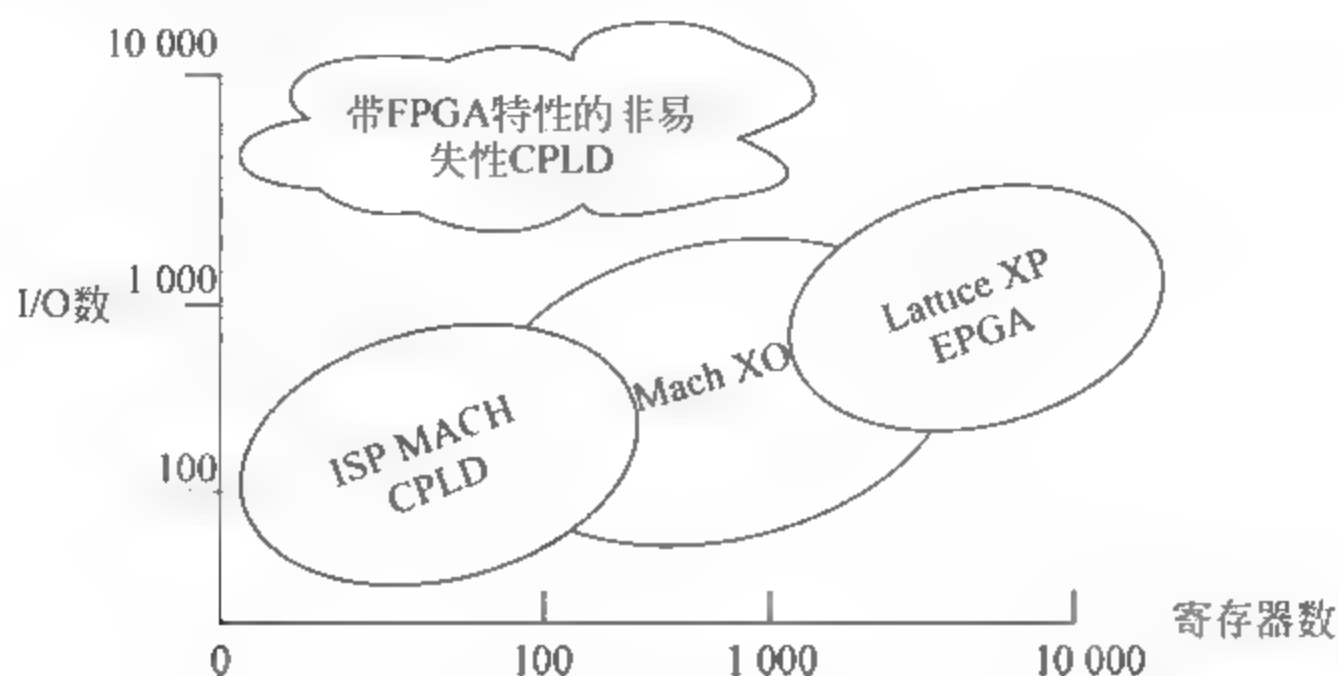 10 000
带FPGA特性的 非易
失性CPLD
1 000
I/O数
Lattice XP
EPGA
Mach XO
ISP MACH
CPLD
100
寄存器数
0
100
1 000
10 000